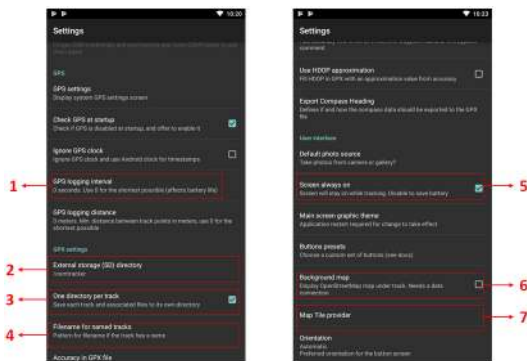 10:20
Settings
GPS
GPS settings
Display system GPS settings screen
Check GPS at startup
Check if GPS is disabled at startup, and offer to enable it
Ignore GPS clock
Ignore GPS clock and use Android clock for timestamps
1
GPS logging interval
0 seconds. Use 0 for the shortest possible (affects battery life)
GPS logging distance
0 meters. Min. distance between track points in meters, use 0 for the
shortest possible
GPX settings
2
External storage (SD) directory
/osmtracker
3
One directory per track
Save each track and associated files to its own directory
4
Filename for named tracks
Pattern for filename if the track has a name
Accuracy in GPX file
10:23
Settings
command
Use HDOP approximation
Fill HDOP in GPX with an approximation value from accuracy
Export Compass Heading
Defines if and how the compass data should be exported to the GPX
file
User interface
Default photo source
Take photos from camera or gallery?
Screen always on
Screen will stay on while tracking. Disable to save battery
5
Main screen graphic theme
Application restart required for change to take effect
Buttons presets
Choose a custom set of buttons (see docs)
Background map
Display OpenStreetMap map under track. Needs a data
connection
6
Map Tile provider
7
Orientation
Automatic
Preferred orientation for the button screen